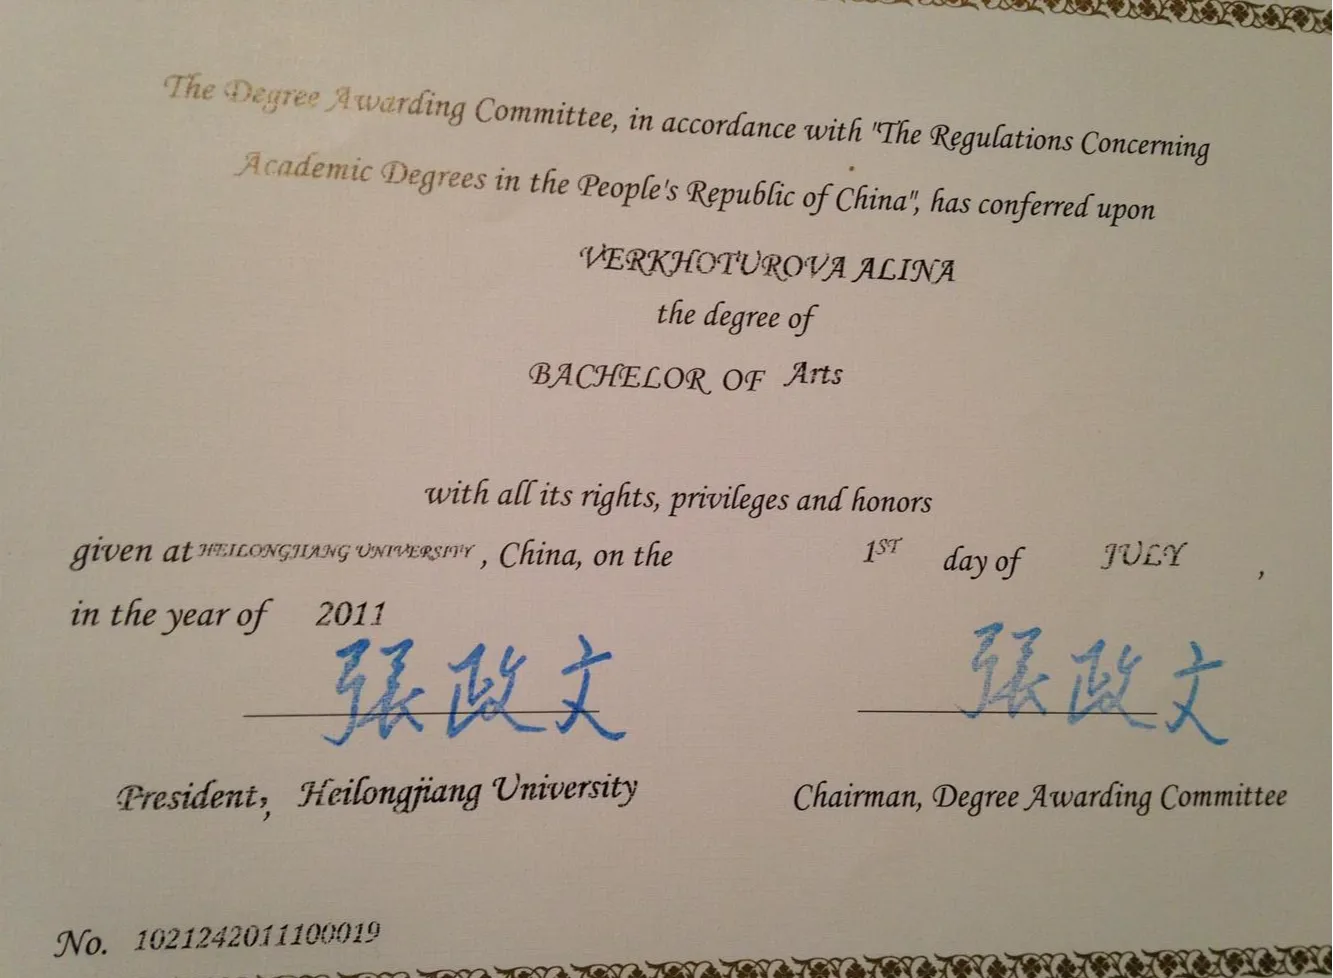 The Degree Awarding Committee, in accordance with "The Regulations Concerning
Academic Degrees in the People's Republic of China", has conferred upon
VERKHOTUROVA ALINA
the degree of
BACHELOR OF Arts
with all its rights, privileges and honors
given at HEILONGJIANG UNIVERSITY, China, on the 1ST day of JULY,
in the year of 2011
張政文 張政文
President, Heilongjiang University Chairman, Degree Awarding Committee
No. 1021242011100019